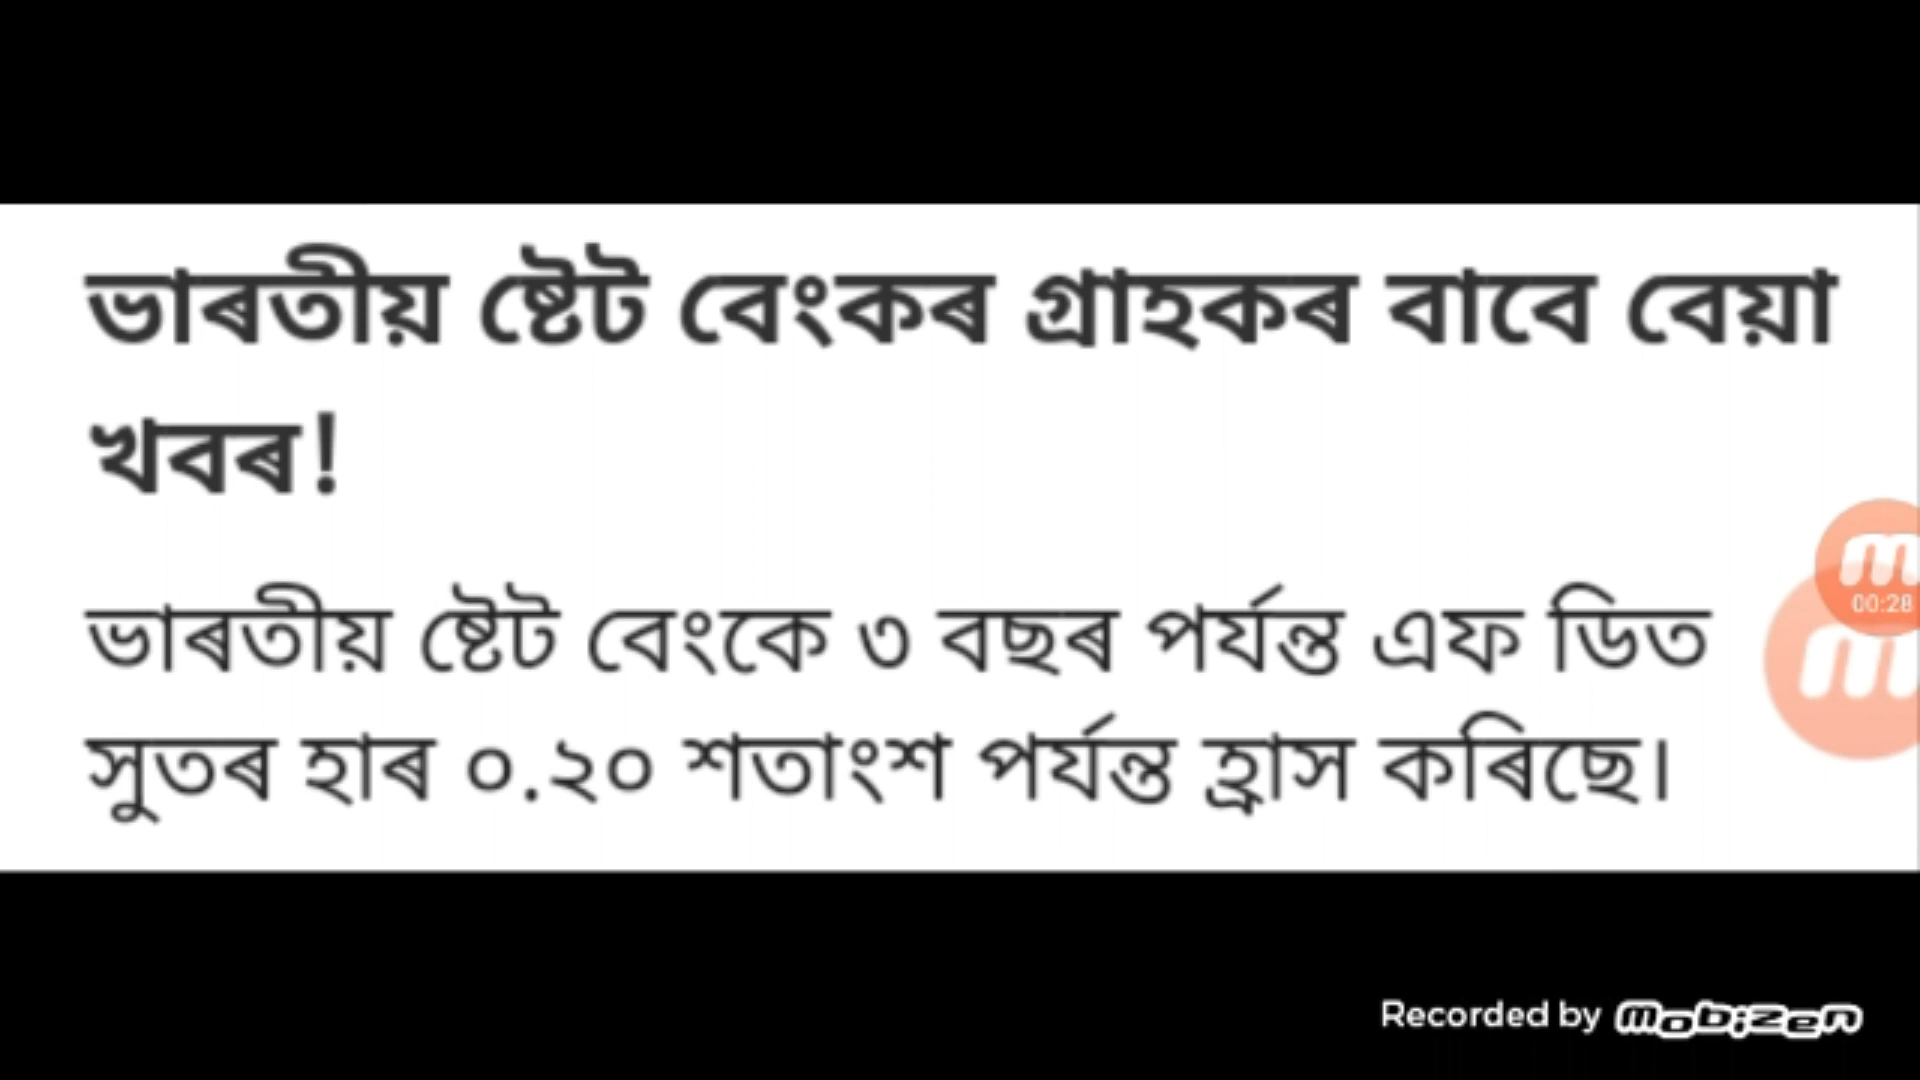 ভাৰতীয় ষ্টেট বেংকৰ গ্ৰাহকৰ বাবে বেয়া
খবৰ!
ভাৰতীয় ষ্টেট বেংকে ৩ বছৰ পৰ্যন্ত এফ ডিত
সুতৰ হাৰ ০.২০ শতাংশ পৰ্যন্ত হ্ৰাস কৰিছে।
00:28
Recorded by mobizen